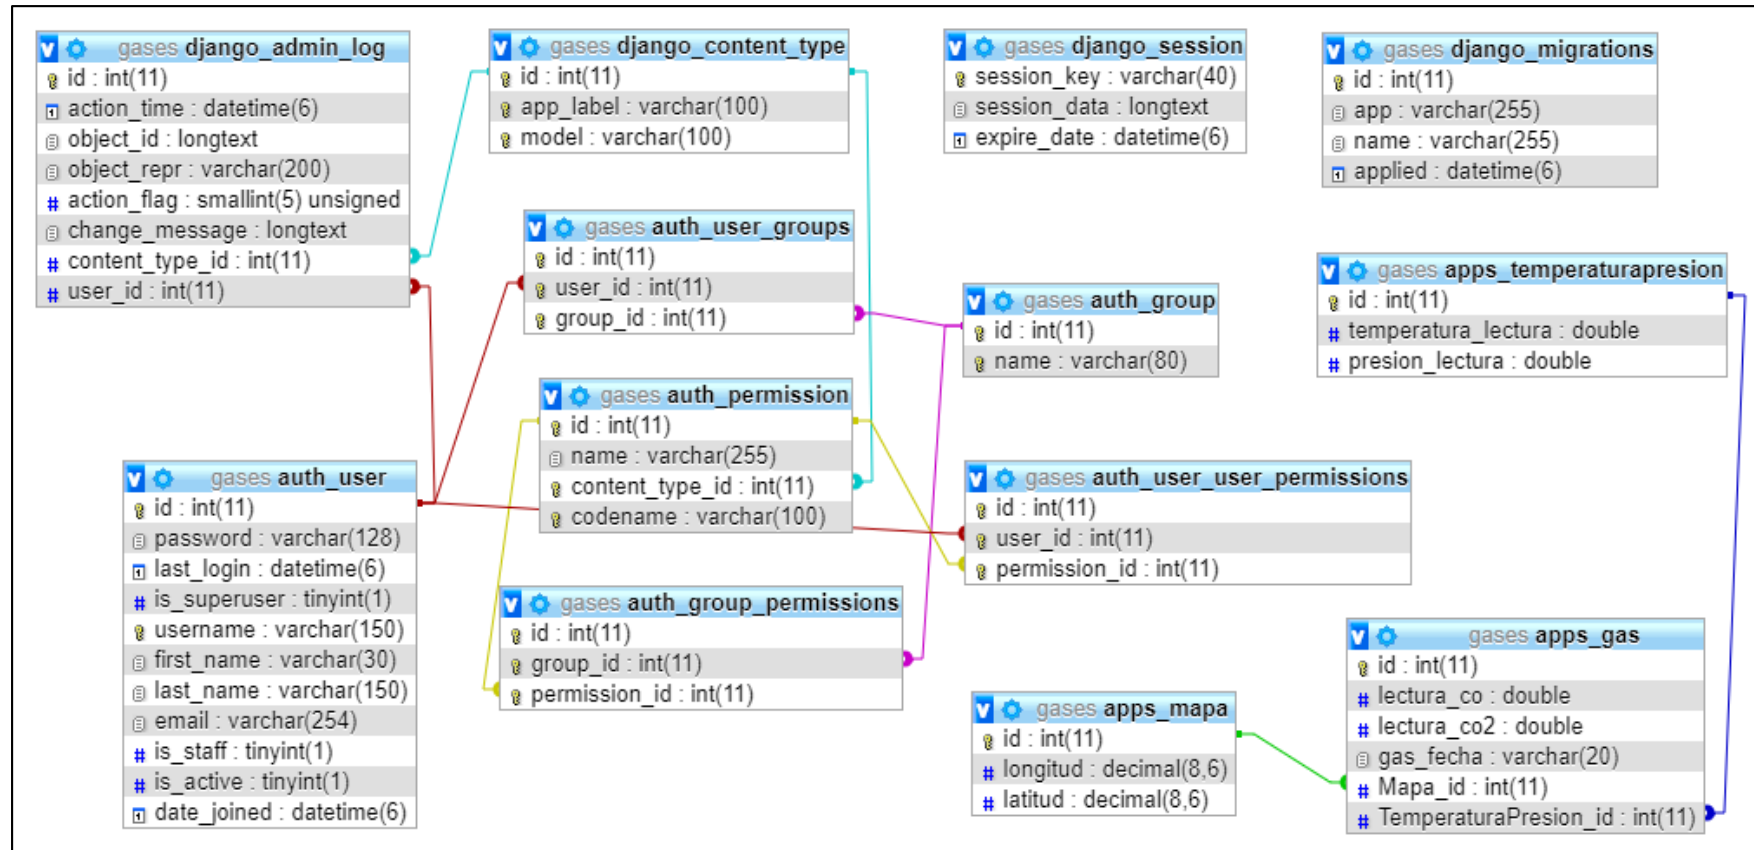 gases django_admin_log
id : int(11)
action_time : datetime(6)
object_id : longtext
object_repr : varchar(200)
action_flag : smallint(5) unsigned
change_message : longtext
content_type_id : int(11)
user_id : int(11)
gases django_content_type
id : int(11)
app_label : varchar(100)
model : varchar(100)
gases django_session
session_key : varchar(40)
session_data : longtext
expire_date : datetime(6)
gases django_migrations
id : int(11)
app : varchar(255)
name : varchar(255)
applied : datetime(6)
gases auth_user_groups
id : int(11)
user_id : int(11)
group_id : int(11)
gases auth_group
id : int(11)
name : varchar(80)
gases apps_temperaturapresion
id : int(11)
temperatura_lectura : double
presion_lectura : double
gases auth_permission
id : int(11)
name : varchar(255)
content_type_id : int(11)
codename : varchar(100)
gases auth_user
id : int(11)
password : varchar(128)
last_login : datetime(6)
is_superuser : tinyint(1)
username : varchar(150)
first_name : varchar(30)
last_name : varchar(150)
email : varchar(254)
is_staff : tinyint(1)
is_active : tinyint(1)
date_joined : datetime(6)
gases auth_user_user_permissions
id : int(11)
user_id : int(11)
permission_id : int(11)
gases auth_group_permissions
id : int(11)
group_id : int(11)
permission_id : int(11)
gases apps_mapa
id : int(11)
longitud : decimal(8,6)
latitud : decimal(8,6)
gases apps_gas
id : int(11)
lectura_co : double
lectura_co2 : double
gas_fecha : varchar(20)
Mapa_id : int(11)
TemperaturaPresion_id : int(11)